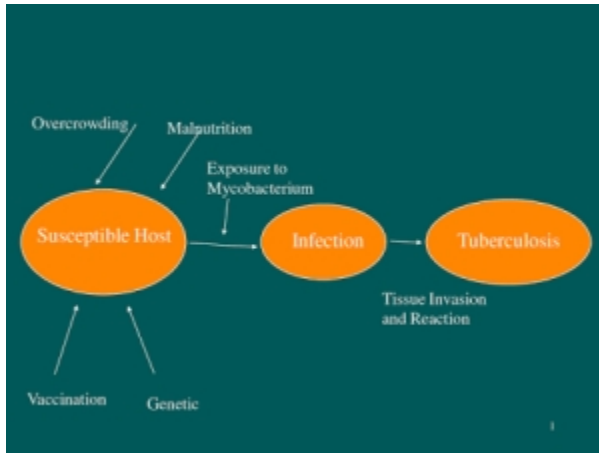 Overcrowding
Malnutrition
Exposure to
Mycobacterium
Susceptible Host
Infection
Tuberculosis
Tissue Invasion
and Reaction
Vaccination
Genetic
1